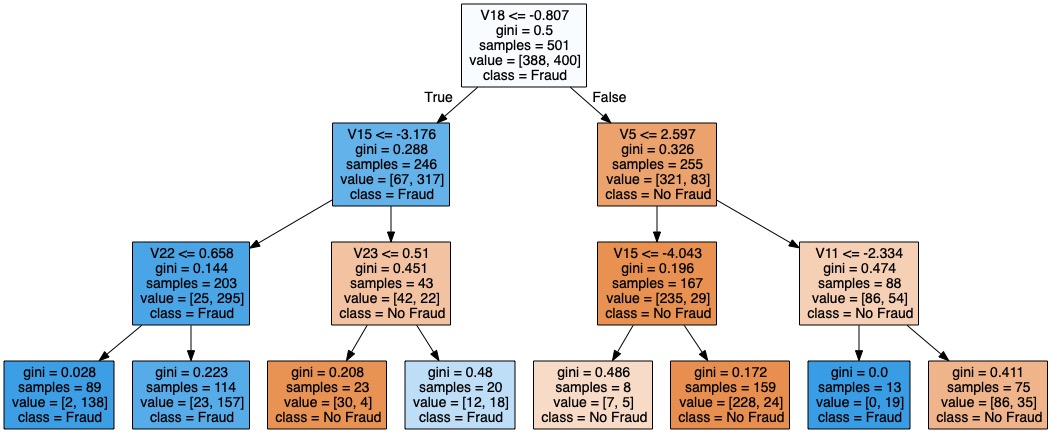 V18 <= -0.807
gini = 0.5
samples = 501
value = [388, 400]
class = Fraud
True
False
V15 <= -3.176
gini = 0.288
samples = 246
value = [67, 317]
class = Fraud
V5 <= 2.597
gini = 0.326
samples = 255
value = [321, 83]
class = No Fraud
V22 <= 0.658
gini = 0.144
samples = 203
value = [25, 295]
class = Fraud
V23 <= 0.51
gini = 0.451
samples = 43
value = [42, 22]
class = No Fraud
V15 <= -4.043
gini = 0.196
samples = 167
value = [235, 29]
class = No Fraud
V11 <= -2.334
gini = 0.474
samples = 88
value = [86, 54]
class = No Fraud
gini = 0.028
samples = 89
value = [2, 138]
class = Fraud
gini = 0.223
samples = 114
value = [23, 157]
class = Fraud
gini = 0.208
samples = 23
value = [30, 4]
class = No Fraud
gini = 0.48
samples = 20
value = [12, 18]
class = Fraud
gini = 0.486
samples = 8
value = [7, 5]
class = No Fraud
gini = 0.172
samples = 159
value = [228, 24]
class = No Fraud
gini = 0.0
samples = 13
value = [0, 19]
class = Fraud
gini = 0.411
samples = 75
value = [86, 35]
class = No Fraud